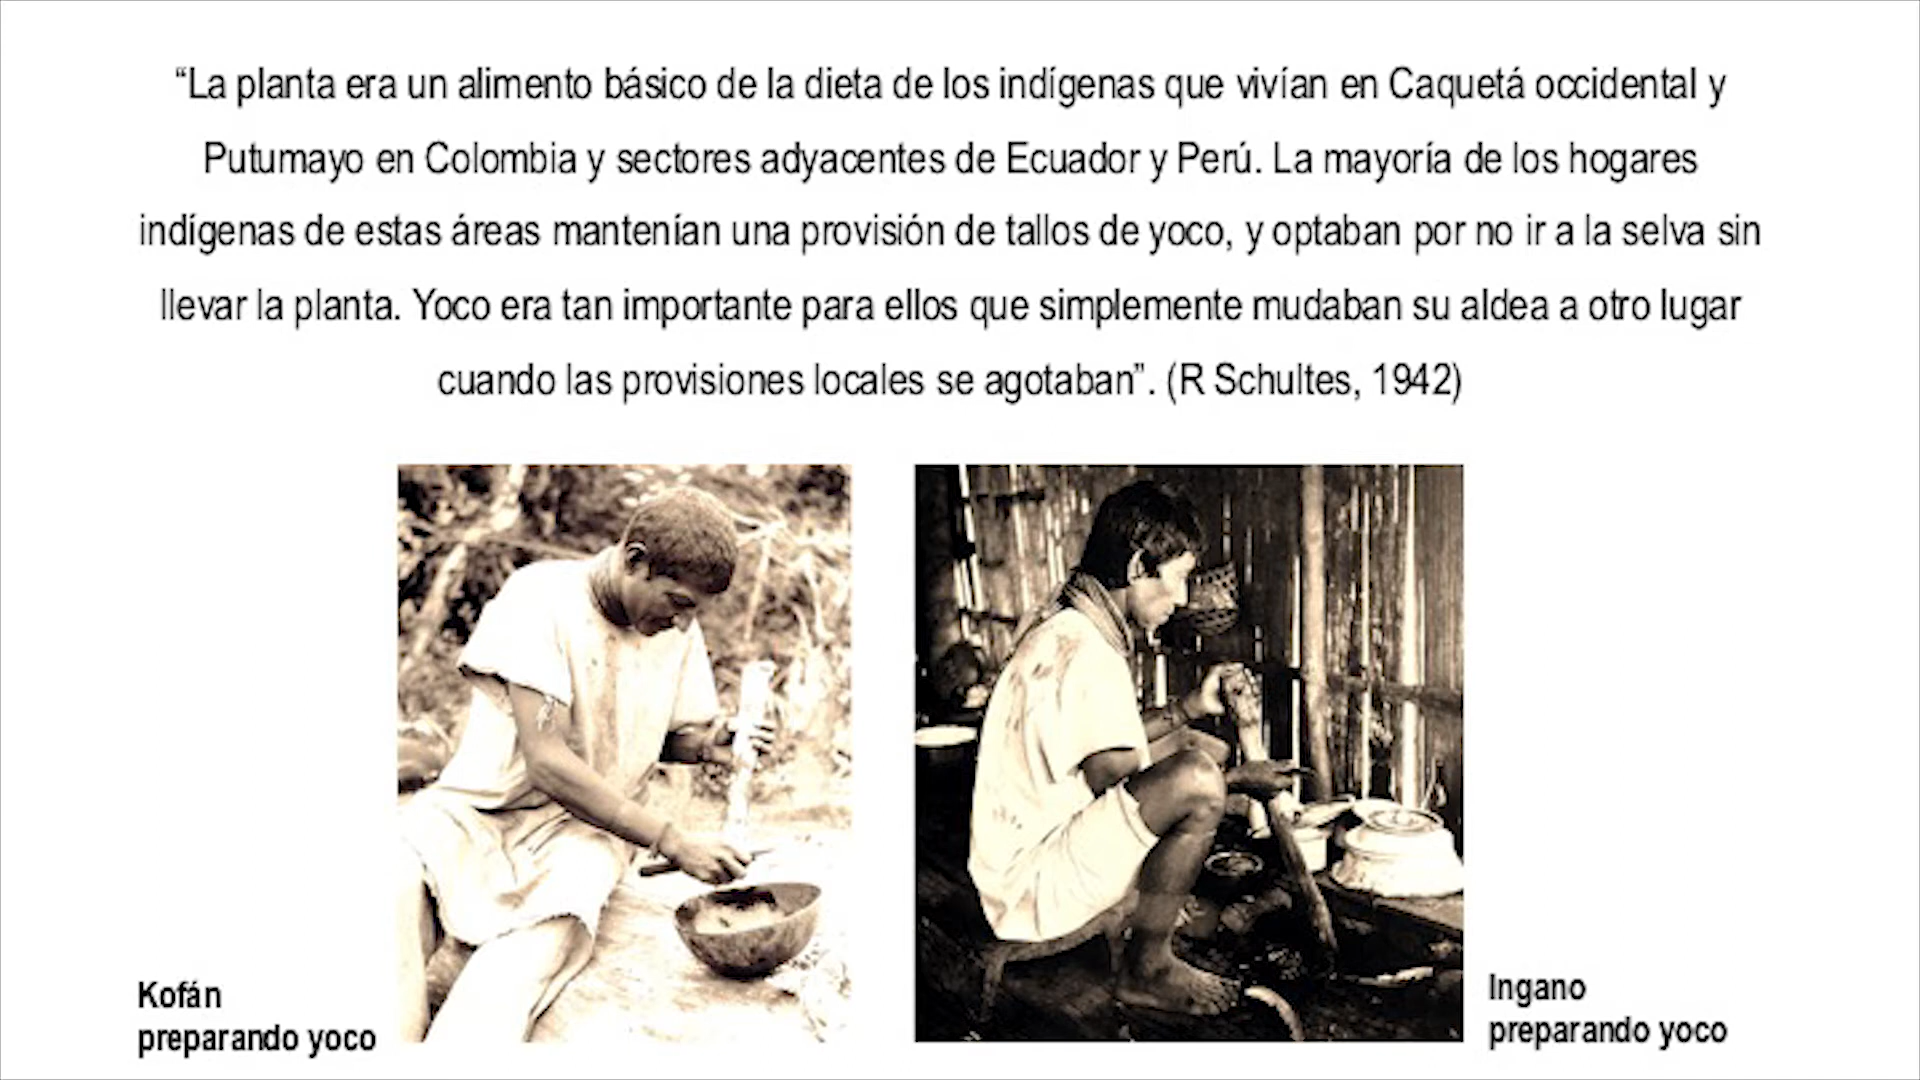 “La planta era un alimento básico de la dieta de los indígenas que vivían en Caquetá occidental y
Putumayo en Colombia y sectores adyacentes de Ecuador y Perú. La mayoría de los hogares
indígenas de estas áreas mantenían una provisión de tallos de yoco, y optaban por no ir a la selva sin
llevar la planta. Yoco era tan importante para ellos que simplemente mudaban su aldea a otro lugar
cuando las provisiones locales se agotaban”. (R Schultes, 1942)
Kofán
preparando yoco
Ingano
preparando yoco